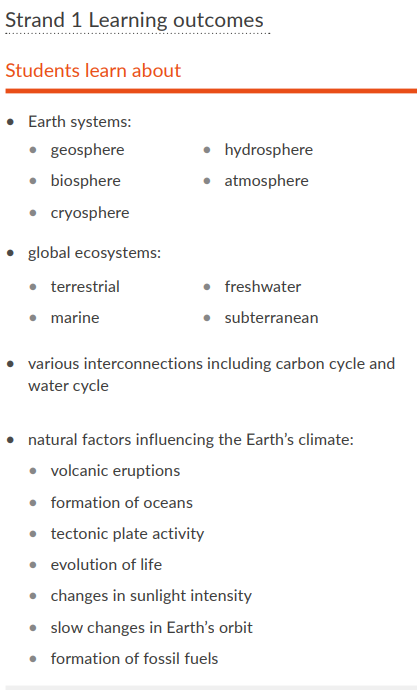 Strand 1 Learning outcomes
Students learn about
Earth systems:
geosphere
hydrosphere
biosphere
atmosphere
cryosphere
global ecosystems:
terrestrial
freshwater
marine
subterranean
various interconnections including carbon cycle and
water cycle
natural factors influencing the Earth's climate:
volcanic eruptions
formation of oceans
tectonic plate activity
evolution of life
changes in sunlight intensity
slow changes in Earth's orbit
formation of fossil fuels